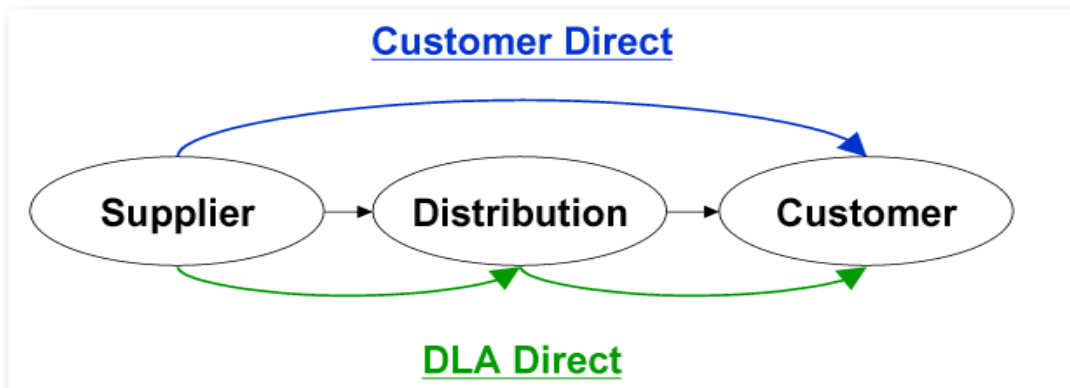 Customer Direct
Supplier
Distribution
Customer
DLA Direct